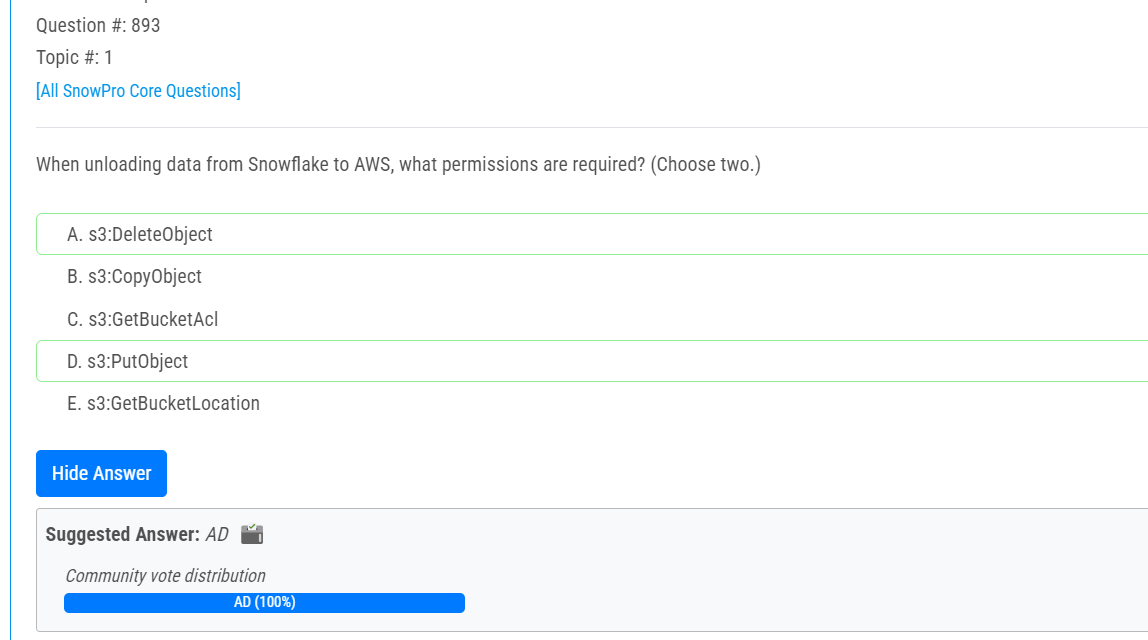 Question #: 893
Topic #: 1
[All SnowPro Core Questions]
When unloading data from Snowflake to AWS, what permissions are required? (Choose two.)
A. s3:DeleteObject
B. s3:CopyObject
C. s3:GetBucketAcl
D. s3:PutObject
E. s3:GetBucketLocation
Hide Answer
Suggested Answer: AD
Community vote distribution
AD (100%)